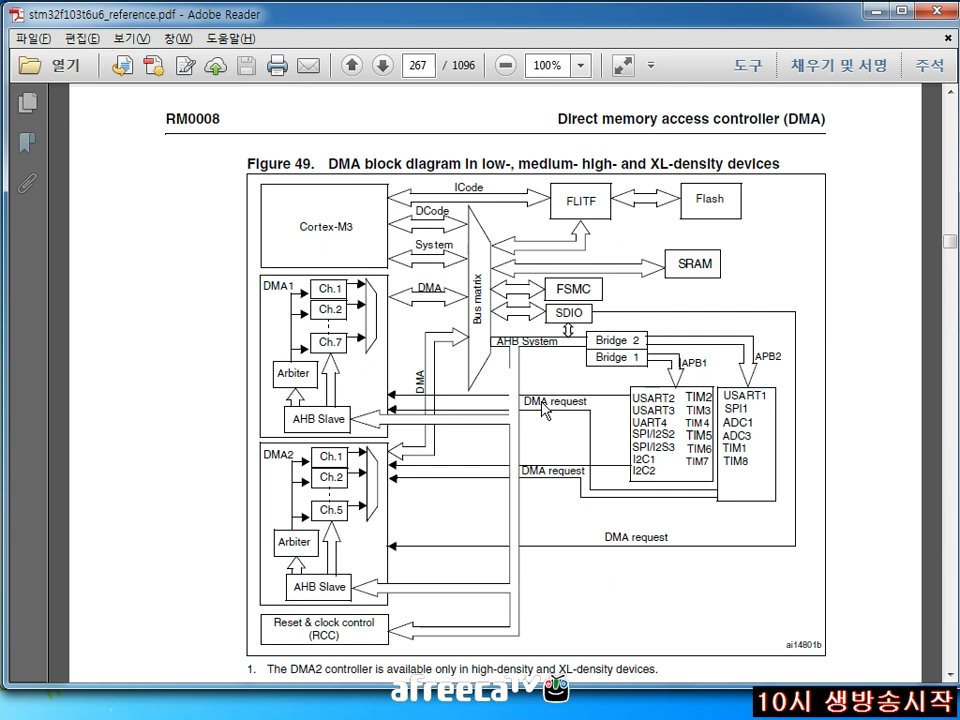 stm32f103t6u6_reference.pdf - Adobe Reader
파일(F) 편집(E) 보기(V) 창(W) 도움말(H)
열기 267 / 1096 100% 도구 채우기 및 서명 주석
RM0008 Direct memory access controller (DMA)
Figure 49. DMA block diagram in low-, medium- high- and XL-density devices
Cortex-M3
ICode
DCode
System
DMA
FLITF
Flash
SRAM
FSMC
SDIO
Bus matrix
AHB System
Bridge 2
Bridge 1
APB1
APB2
DMA1
Ch.1
Ch.2
Ch.7
Arbiter
AHB Slave
DMA
DMA request
USART2 TIM2
USART3 TIM3
UART4 TIM4
SPI/I2S2 TIM5
SPI/I2S3 TIM6
I2C1 TIM7
I2C2
USART1
SPI1
ADC1
ADC3
TIM1
TIM8
DMA2
Ch.1
Ch.2
Ch.5
Arbiter
AHB Slave
DMA request
DMA request
Reset & clock control
(RCC)
ai14801b
1. The DMA2 controller is available only in high-density and XL-density devices.
afreecaTV
10시 생방송시작